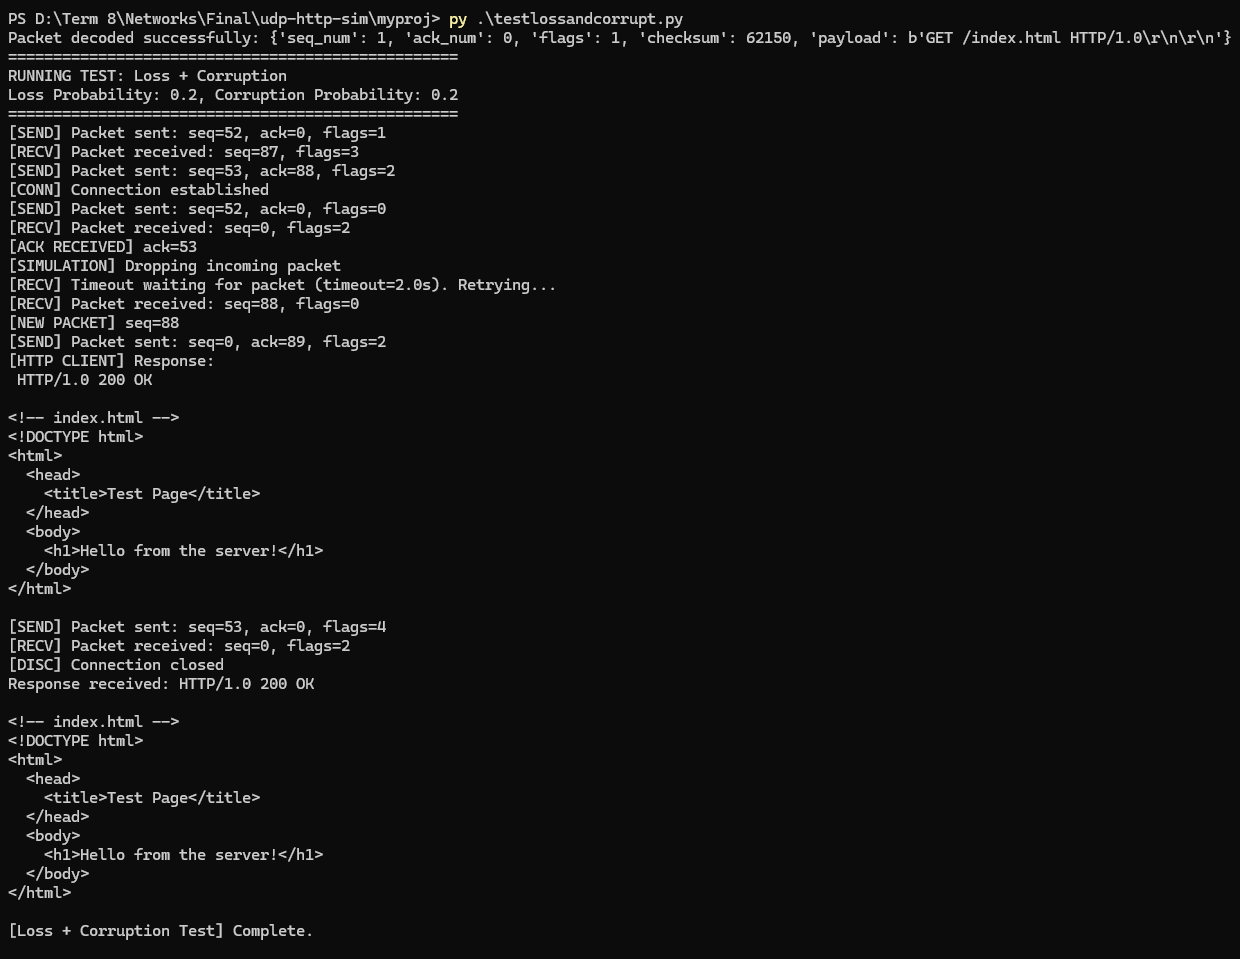 PS D:\Term 8\Networks\Final\udp-http-sim\myproj> py .\testlossandcorrupt.py
Packet decoded successfully: {'seq_num': 1, 'ack_num': 0, 'flags': 1, 'checksum': 62150, 'payload': b'GET /index.html HTTP/1.0\r\n\r\n'}
==================================================
RUNNING TEST: Loss + Corruption
Loss Probability: 0.2, Corruption Probability: 0.2
==================================================
[SEND] Packet sent: seq=52, ack=0, flags=1
[RECV] Packet received: seq=87, flags=3
[SEND] Packet sent: seq=53, ack=88, flags=2
[CONN] Connection established
[SEND] Packet sent: seq=52, ack=0, flags=0
[RECV] Packet received: seq=0, flags=2
[ACK RECEIVED] ack=53
[SIMULATION] Dropping incoming packet
[RECV] Timeout waiting for packet (timeout=2.0s). Retrying...
[RECV] Packet received: seq=88, flags=0
[NEW PACKET] seq=88
[SEND] Packet sent: seq=0, ack=89, flags=2
[HTTP CLIENT] Response:
 HTTP/1.0 200 OK

<!-- index.html -->
<!DOCTYPE html>
<html>
  <head>
    <title>Test Page</title>
  </head>
  <body>
    <h1>Hello from the server!</h1>
  </body>
</html>

[SEND] Packet sent: seq=53, ack=0, flags=4
[RECV] Packet received: seq=0, flags=2
[DISC] Connection closed
Response received: HTTP/1.0 200 OK

<!-- index.html -->
<!DOCTYPE html>
<html>
  <head>
    <title>Test Page</title>
  </head>
  <body>
    <h1>Hello from the server!</h1>
  </body>
</html>

[Loss + Corruption Test] Complete.